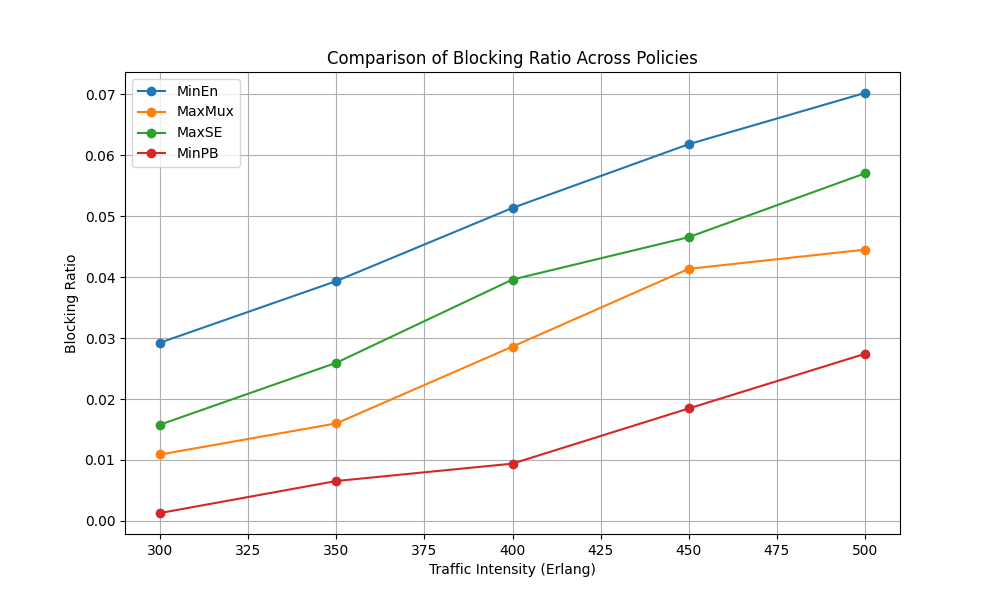 Comparison of Blocking Ratio Across Policies
MinEn
MaxMux
MaxSE
MinPB
Blocking Ratio
0.07
0.06
0.05
0.04
0.03
0.02
0.01
0.00
300 325 350 375 400 425 450 475 500
Traffic Intensity (Erlang)